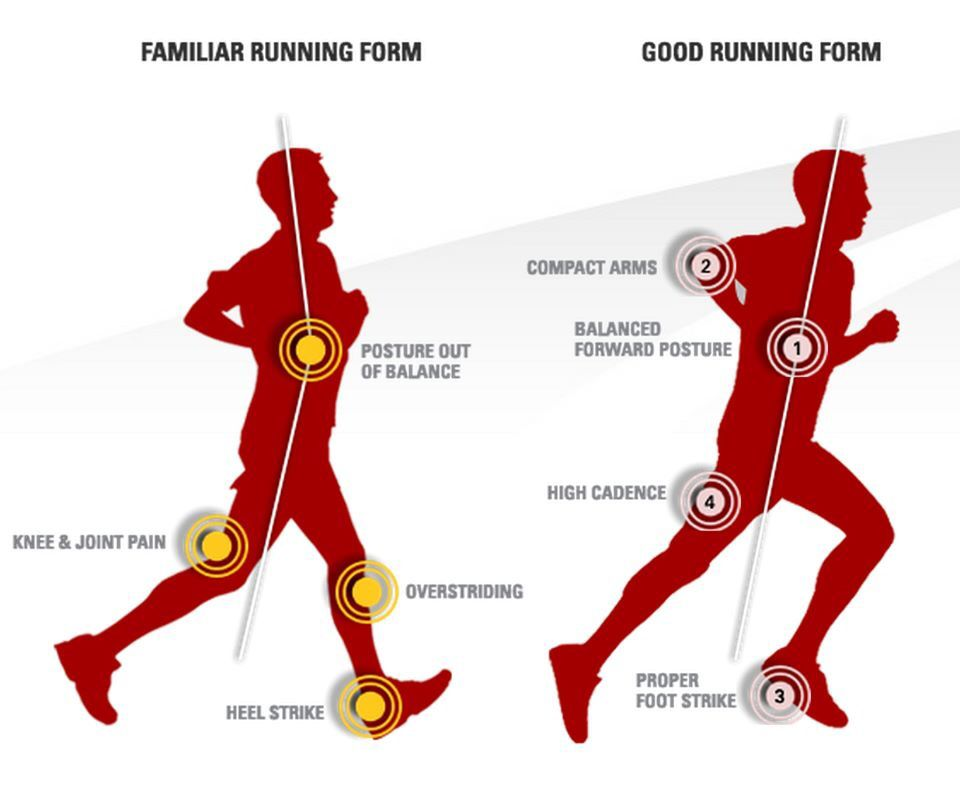 FAMILIAR RUNNING FORM
GOOD RUNNING FORM
POSTURE OUT
OF BALANCE
KNEE & JOINT PAIN
OVERSTRIDING
HEEL STRIKE
2
COMPACT ARMS
1
BALANCED
FORWARD POSTURE
HIGH CADENCE
4
PROPER
FOOT STRIKE
3